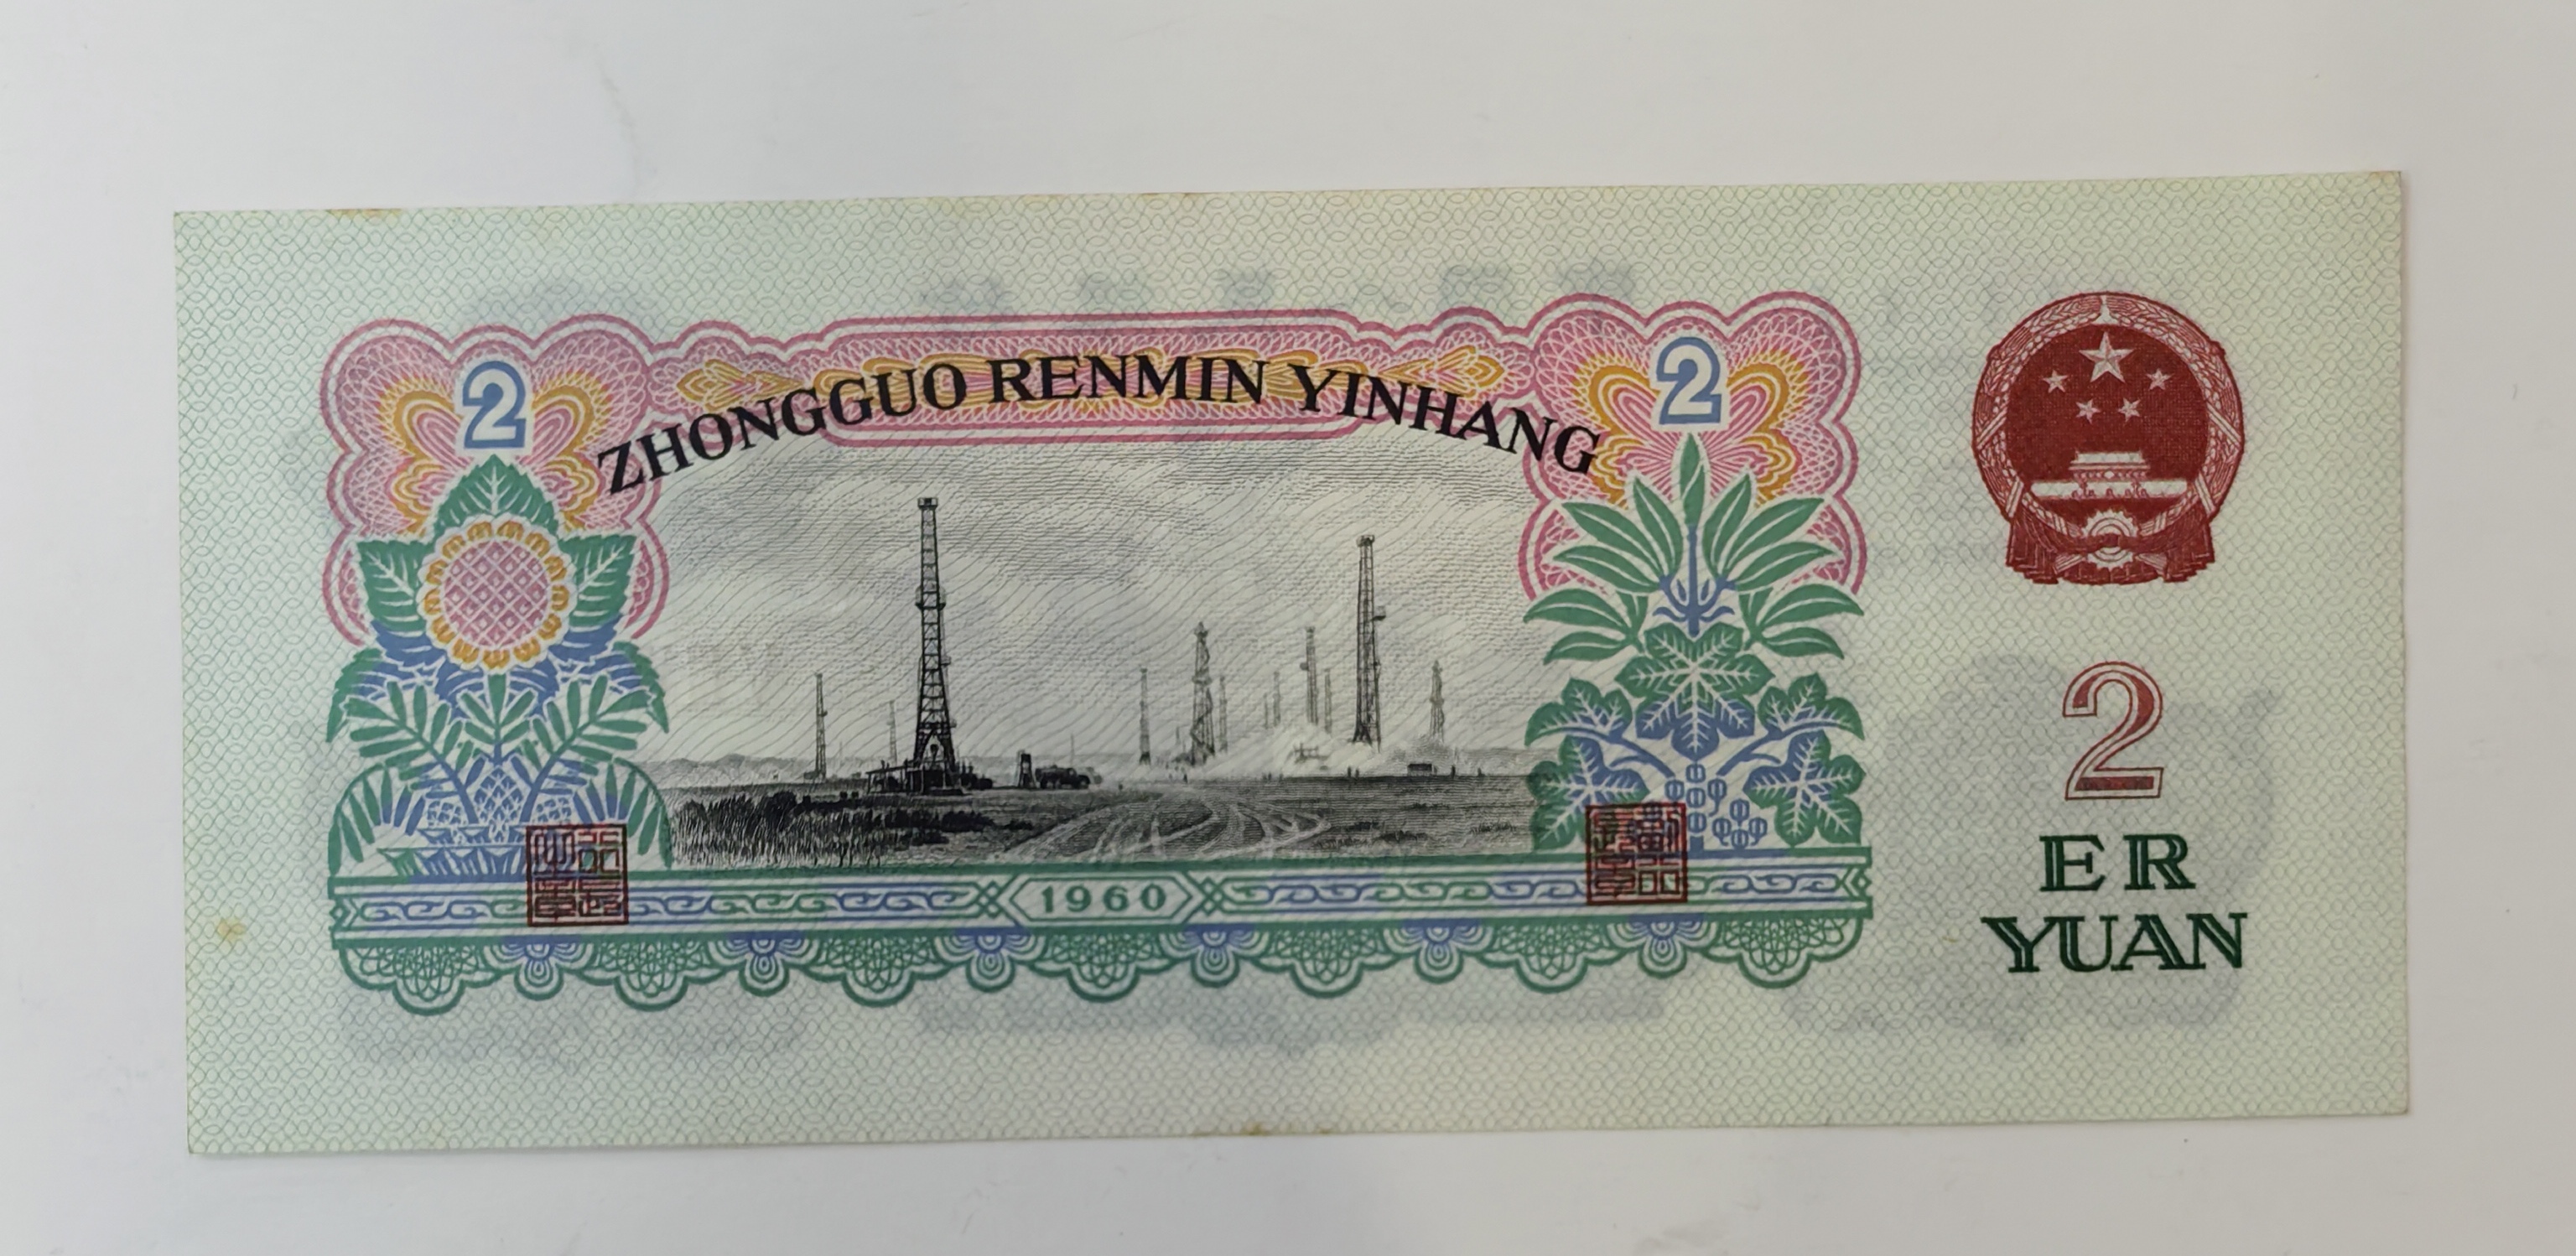 ZHONGGUO RENMIN YINHANG
2
2
1960
2
ER
YUAN